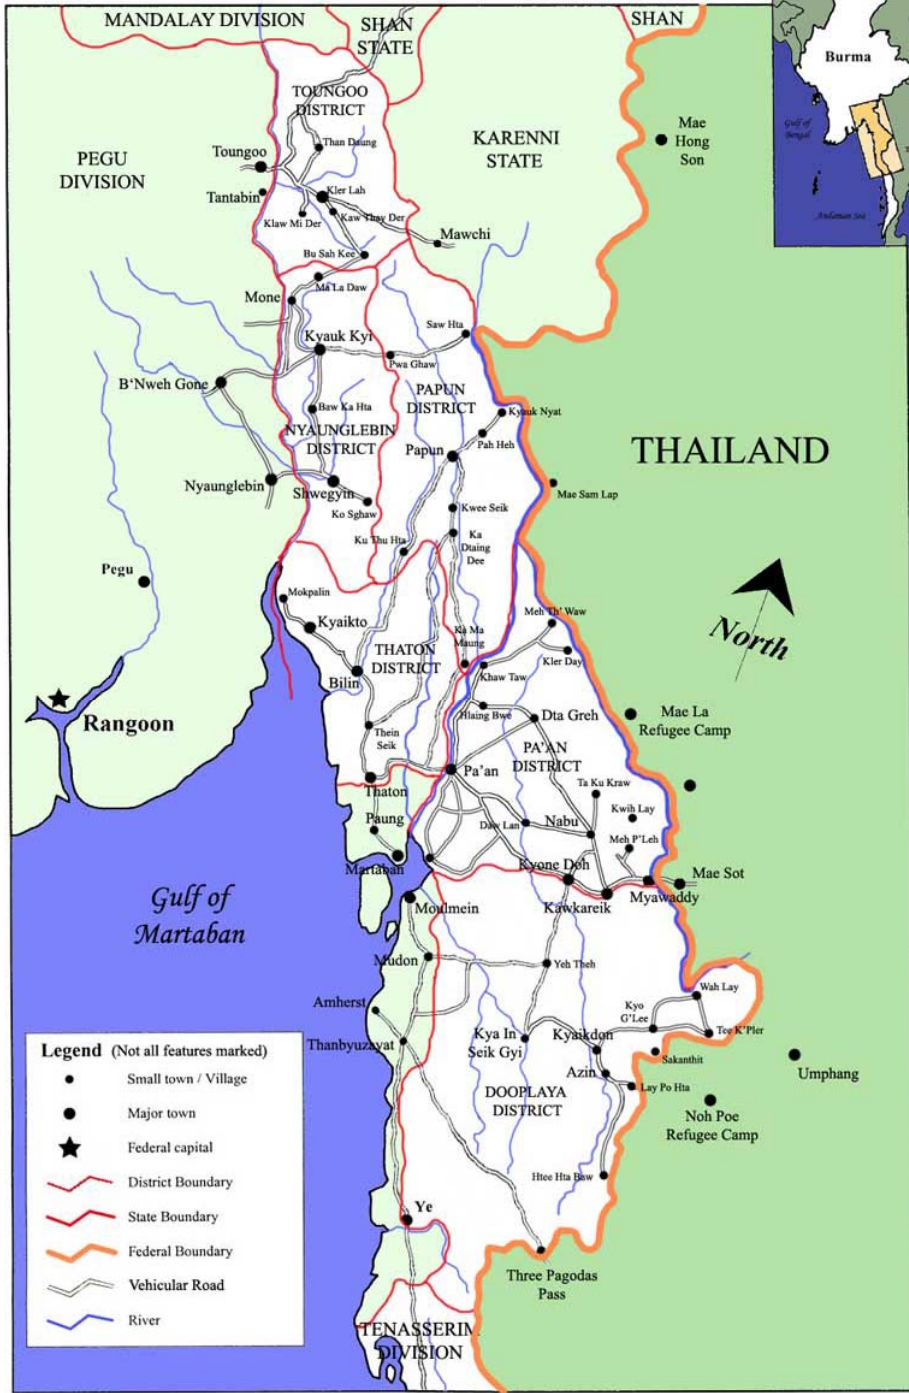 MANDALAY DIVISION
SHAN
STATE
SHAN
Burma
Gulf of
Bengal
Andaman Sea
TOUNGOO
DISTRICT
PEGU
DIVISION
KARENNI
STATE
Mae
Hong
Son
Than Daung
Toungoo
Tantabin
Kler Lah
Klaw Mi Der
Kaw Thay Der
Mawchi
Bu Sah Kee
Ma La Daw
Mone
Saw Hta
Kyauk Kyi
Pwa Ghaw
B'Nweh Gone
PAPUN
DISTRICT
Baw Ka Hta
Kyauk Nyat
NYAUNGLEBIN
DISTRICT
Pah Heh
Papun
THAILAND
Nyaunglebin
Shwegyin
Mae Sam Lap
Ko Sghaw
Kwee Seik
Ku Thu Hta
Ka
Dtaing
Dee
Pegu
Mokpalin
North
Kyaikto
Meh Th' Waw
Ka Ma
Maung
THATON
DISTRICT
Kler Day
Khaw Taw
Bilin
Rangoon
Hlaing Bwe
Dta Greh
Mae La
Refugee Camp
Thein
Seik
PA'AN
DISTRICT
Pa'an
Ta Ku Kraw
Thaton
Kwih Lay
Paung
Daw Lan
Nabu
Meh P'Leh
Martaban
Kyone Doh
Mae Sot
Myawaddy
Kawkareik
Gulf of
Martaban
Moulmein
Mudon
Yeh Theh
Wah Lay
Amherst
Kyo
G'Lee
Thanbyuzayat
Kya In
Seik Gyi
Kyaikdon
Tee K'Pler
Sakanthit
Umphang
Azin
Lay Po Hta
DOOPLAYA
DISTRICT
Noh Poe
Refugee Camp
Htee Hta Baw
Ye
Three Pagodas
Pass
TENASSERIM
DIVISION
Legend (Not all features marked)
Small town / Village
Major town
Federal capital
District Boundary
State Boundary
Federal Boundary
Vehicular Road
River